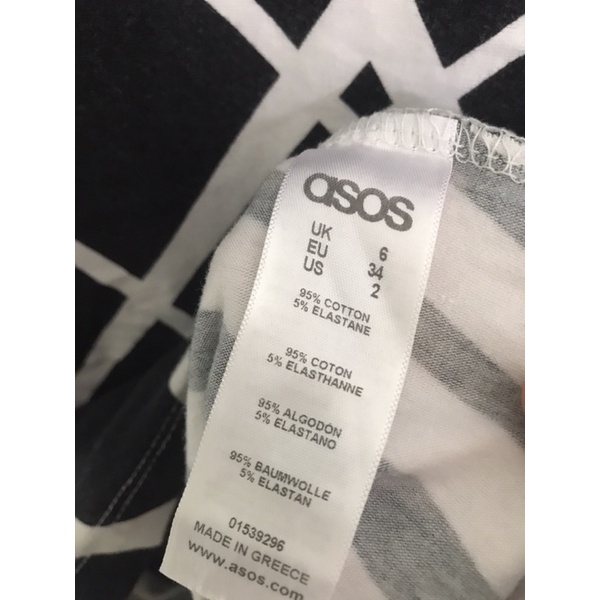 asos
UK 6
EU 34
US 2
95% COTTON
5% ELASTANE
95% COTON
5% ELASTHANNE
95% ALGODÓN
5% ELASTANO
95% BAUMWOLLE
5% ELASTAN
01539296
MADE IN GREECE
www.asos.com